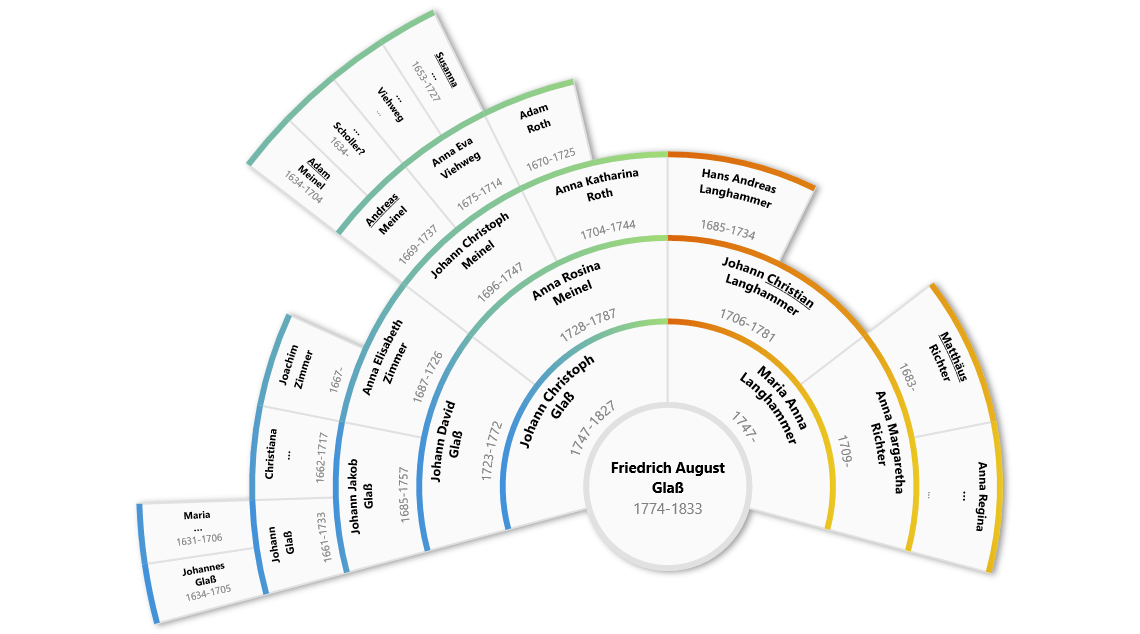 Friedrich August
Glaß
1774-1833
Johann Christoph
Glaß
1747-1827
Maria Anna
Langhammer
1747-
Johann David
Glaß
1723-1772
Anna Rosina
Meinel
1728-1787
Johann Christian
Langhammer
1706-1781
Anna Margaretha
Richter
1709-
Johann Jakob
Glaß
1685-1757
Anna Elisabeth
Zimmer
1687-1726
Johann Christoph
Meinel
1696-1747
Anna Katharina
Roth
1704-1744
Hans Andreas
Langhammer
1685-1734
Matthäus
Richter
1683-
Anna Regina
...
...
Johann
Glaß
1661-1733
Christiana
...
1662-1717
Joachim
Zimmer
1667-
Andreas
Meinel
1669-1737
Anna Eva
Viehweg
1675-1714
Adam
Roth
1670-1725
Johannes
Glaß
1634-1705
Maria
...
1631-1706
Adam
Meinel
1634-1704
...
Scholler?
1634-
...
Viehweg
...
Susanna
...
1653-1727